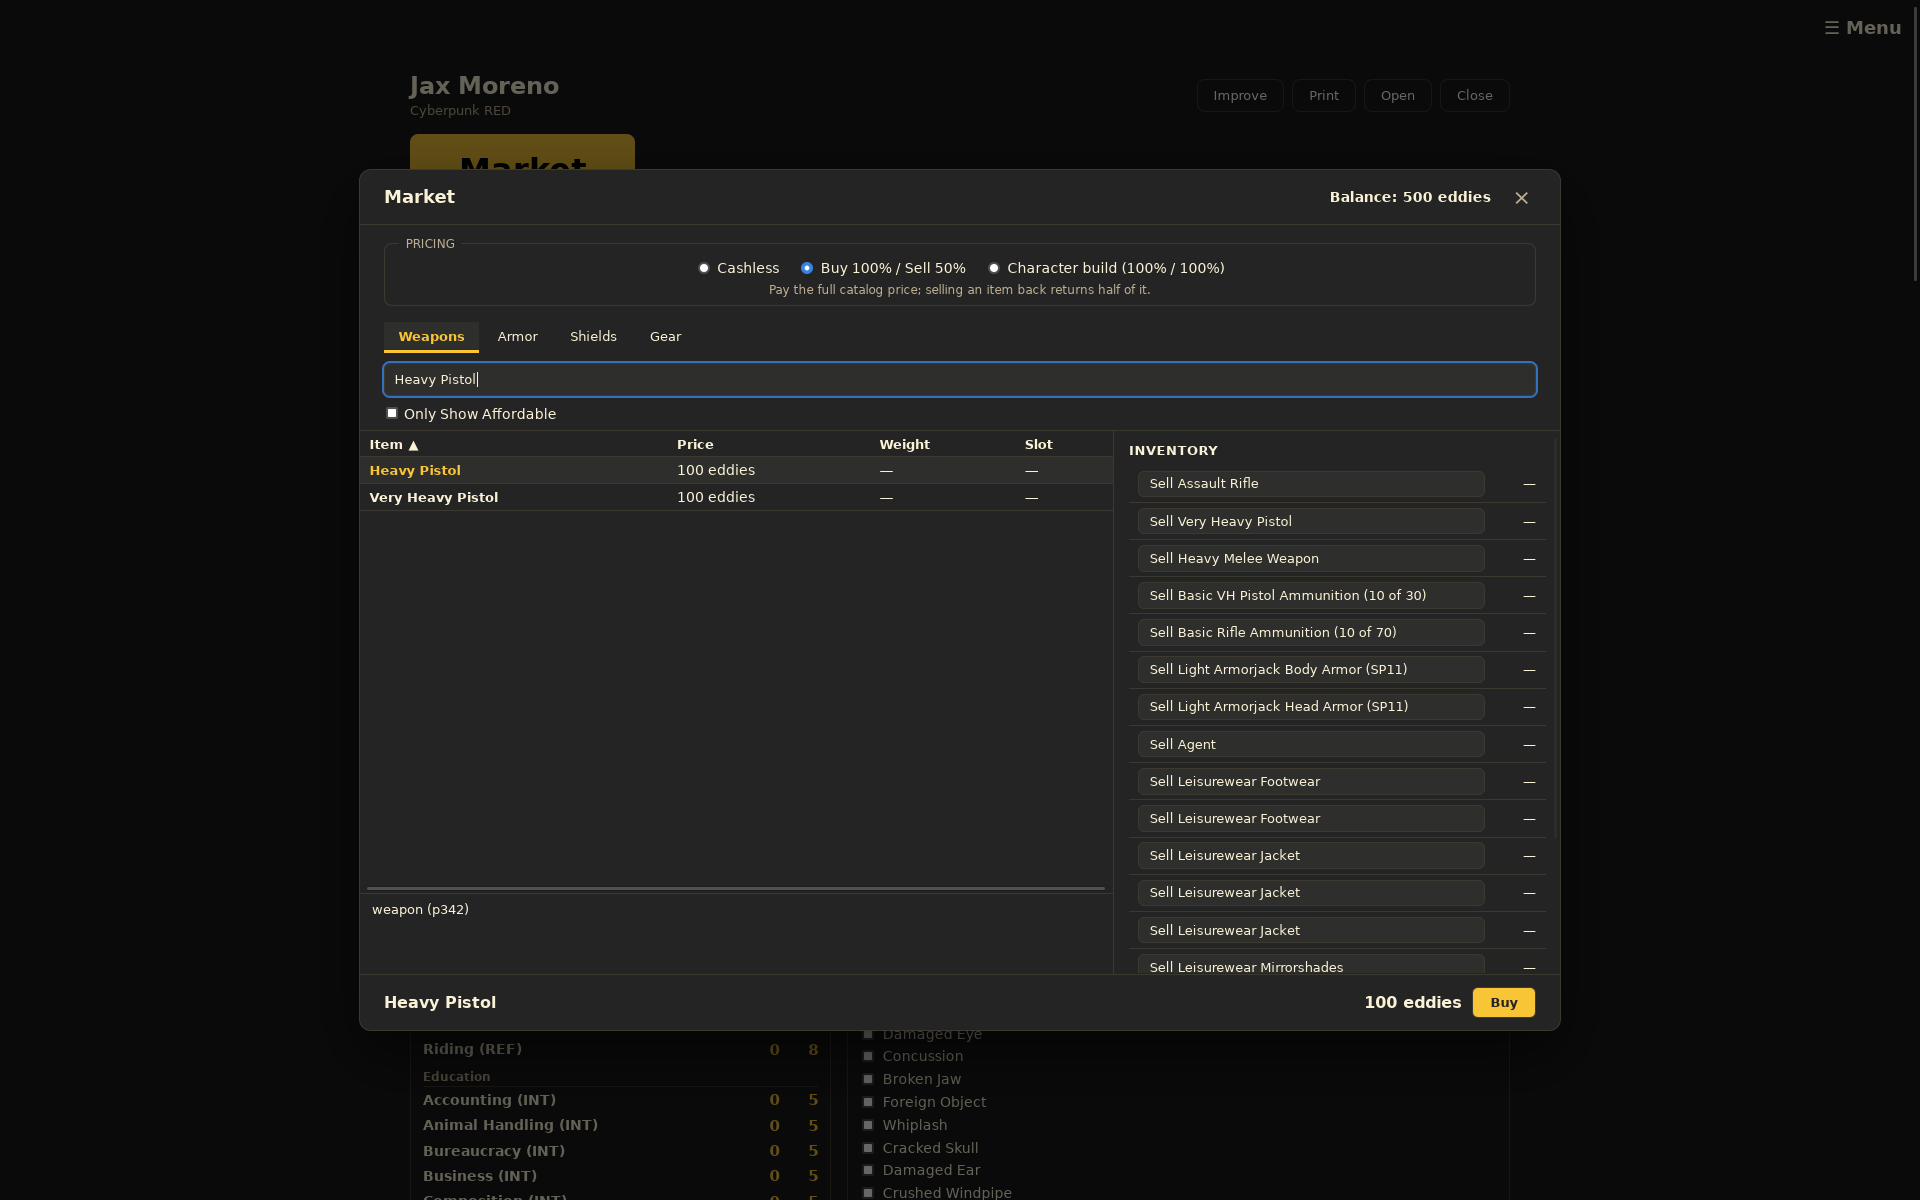 ☰ Menu
Jax Moreno
Cyberpunk RED
Improve
Print
Open
Close
Market
Market
Balance: 500 eddies
×
PRICING
Cashless
Buy 100% / Sell 50%
Character build (100% / 100%)
Pay the full catalog price; selling an item back returns half of it.
Weapons
Armor
Shields
Gear
Heavy Pistol
Only Show Affordable
Item ▲ Price Weight Slot
Heavy Pistol 100 eddies — —
Very Heavy Pistol 100 eddies — —
weapon (p342)
INVENTORY
Sell Assault Rifle —
Sell Very Heavy Pistol —
Sell Heavy Melee Weapon —
Sell Basic VH Pistol Ammunition (10 of 30) —
Sell Basic Rifle Ammunition (10 of 70) —
Sell Light Armorjack Body Armor (SP11) —
Sell Light Armorjack Head Armor (SP11) —
Sell Agent —
Sell Leisurewear Footwear —
Sell Leisurewear Footwear —
Sell Leisurewear Jacket —
Sell Leisurewear Jacket —
Sell Leisurewear Jacket —
Sell Leisurewear Mirrorshades —
Heavy Pistol
100 eddies
Buy
Riding (REF) 0 8
Education
Accounting (INT) 0 5
Animal Handling (INT) 0 5
Bureaucracy (INT) 0 5
Business (INT) 0 5
Composition (INT) 0 5
Damaged Eye
Concussion
Broken Jaw
Foreign Object
Whiplash
Cracked Skull
Damaged Ear
Crushed Windpipe